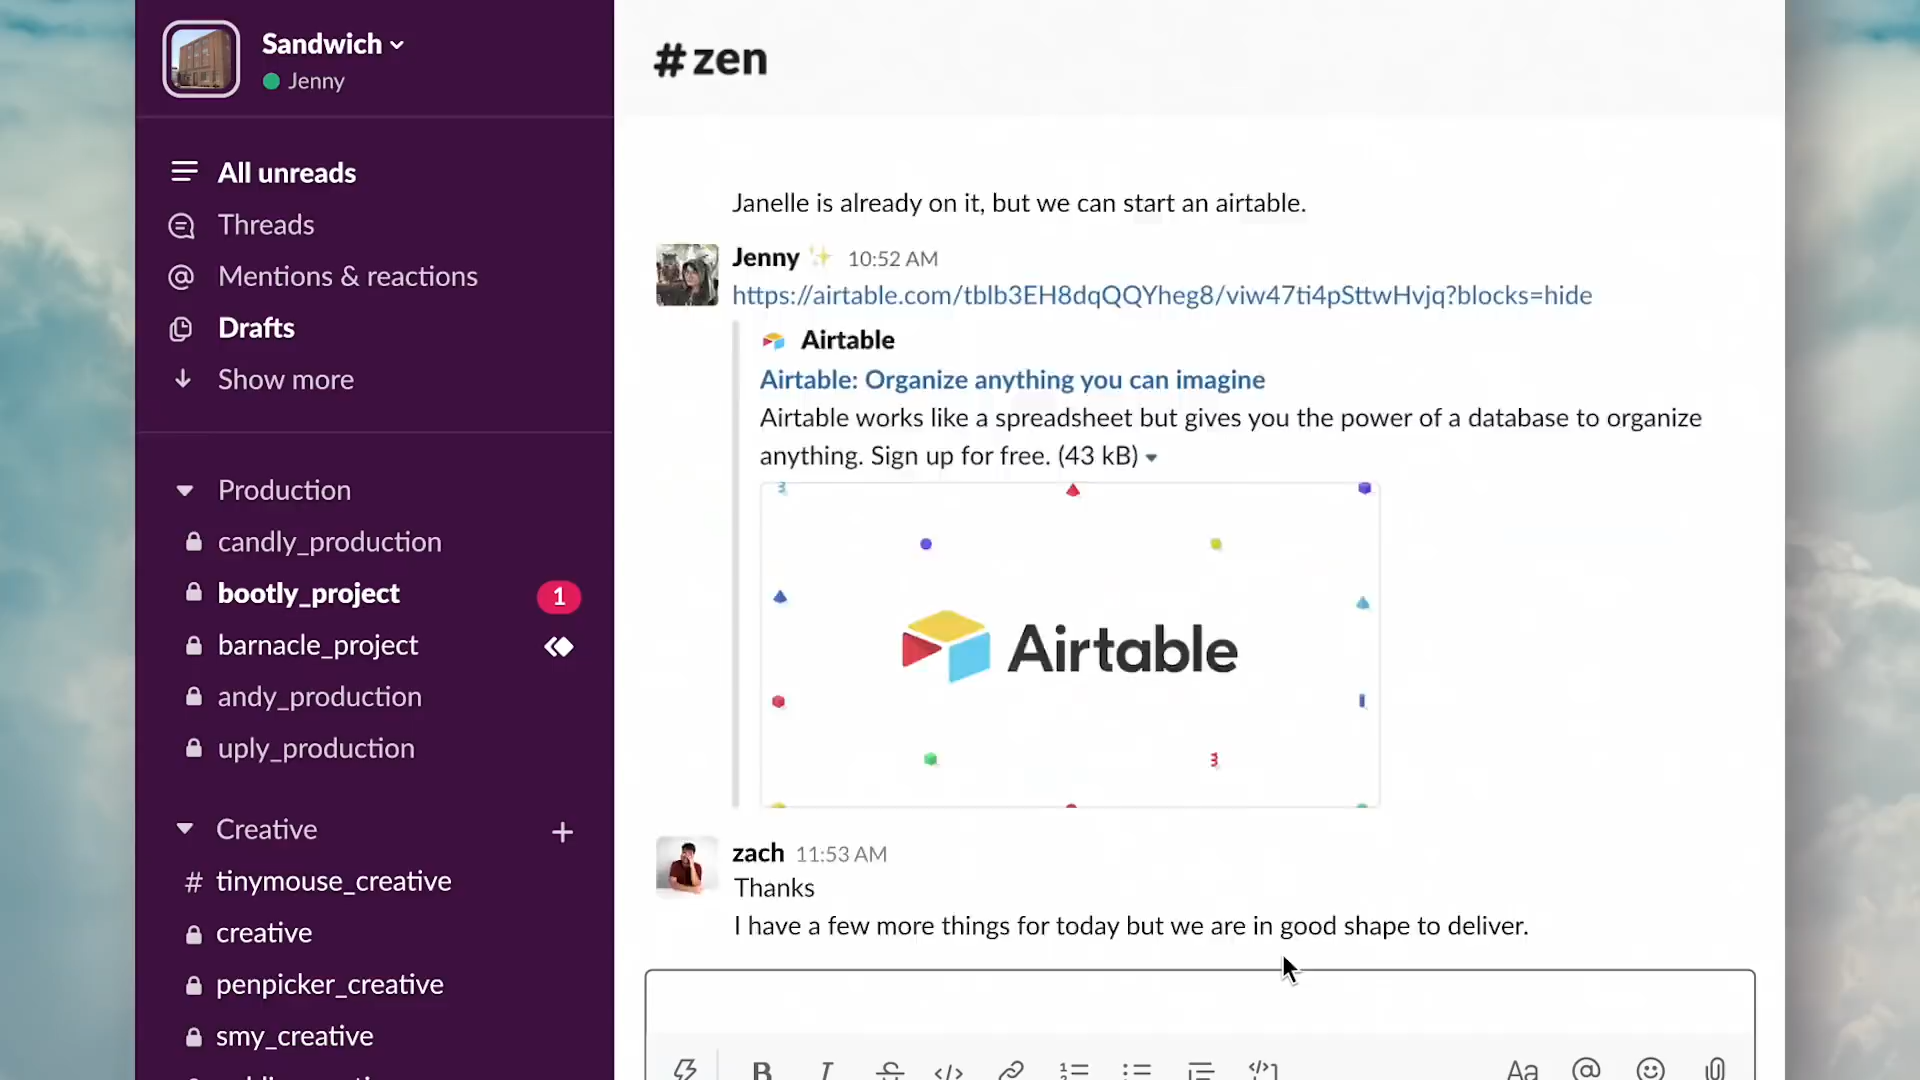 Sandwich
Jenny
All unreads
Threads
Mentions & reactions
Drafts
Show more
Production
candly_production
bootly_project
1
barnacle_project
andy_production
uply_production
Creative
tinymouse_creative
creative
penpicker_creative
smy_creative
#zen
Janelle is already on it, but we can start an airtable.
Jenny 10:52 AM
https://airtable.com/tblb3EH8dqQQYheg8/viw47ti4pSttwHvjq?blocks=hide
Airtable
Airtable: Organize anything you can imagine
Airtable works like a spreadsheet but gives you the power of a database to organize
anything. Sign up for free. (43 kB)
Airtable
zach 11:53 AM
Thanks
I have a few more things for today but we are in good shape to deliver.
B I S </> Aa @